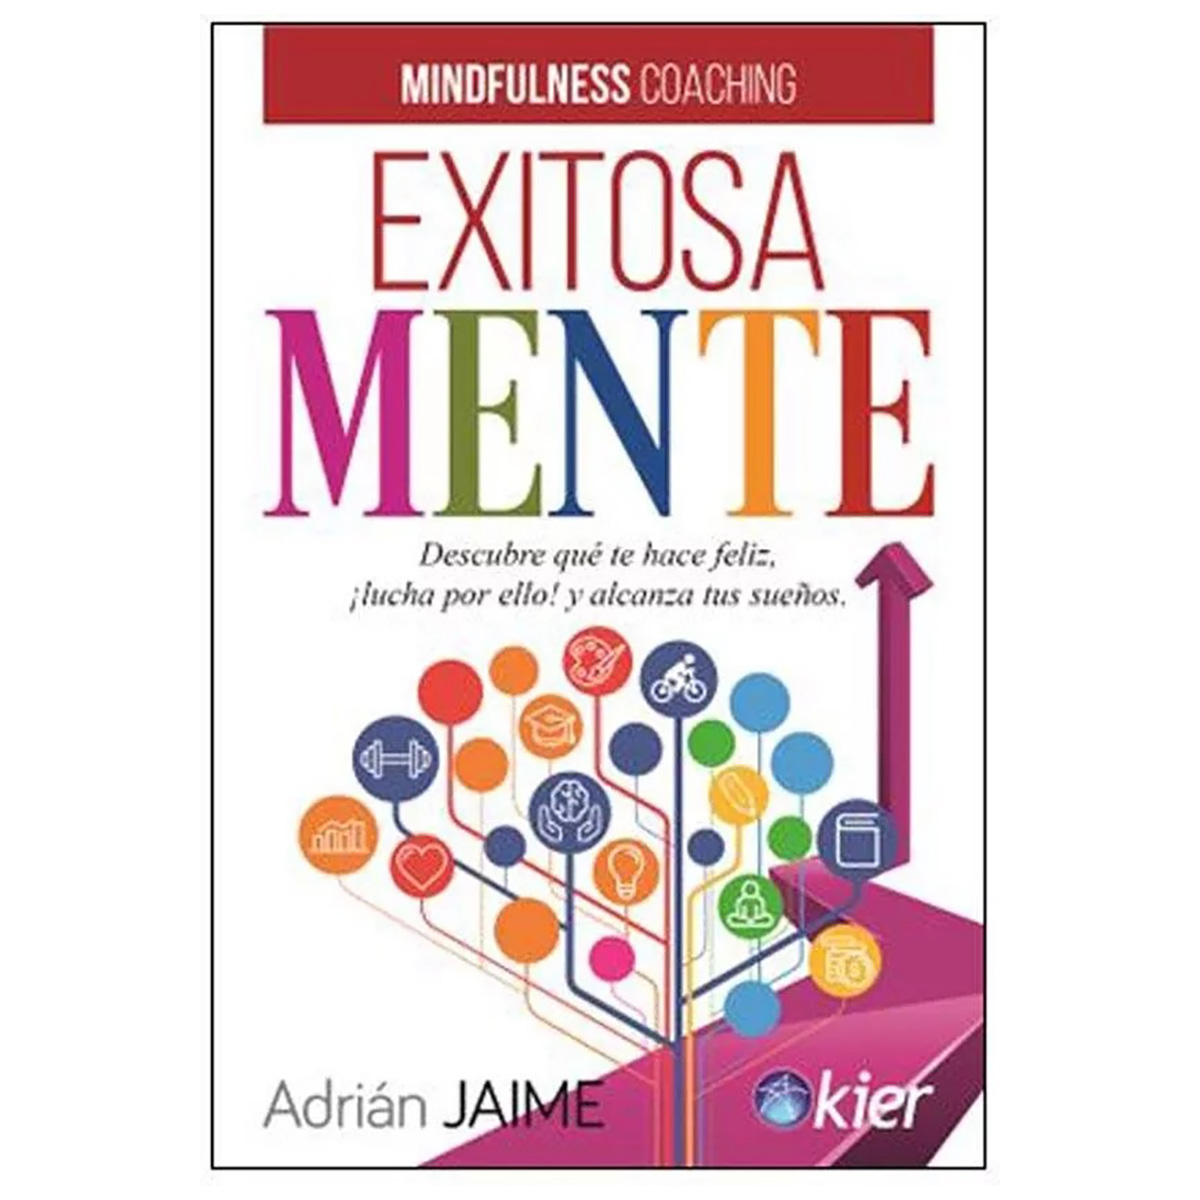 MINDFULNESS COACHING
EXITOSA
MENTE
Descubre qué te hace feliz,
¡lucha por ello! y alcanza tus sueños.
Adrián JAIME
kier